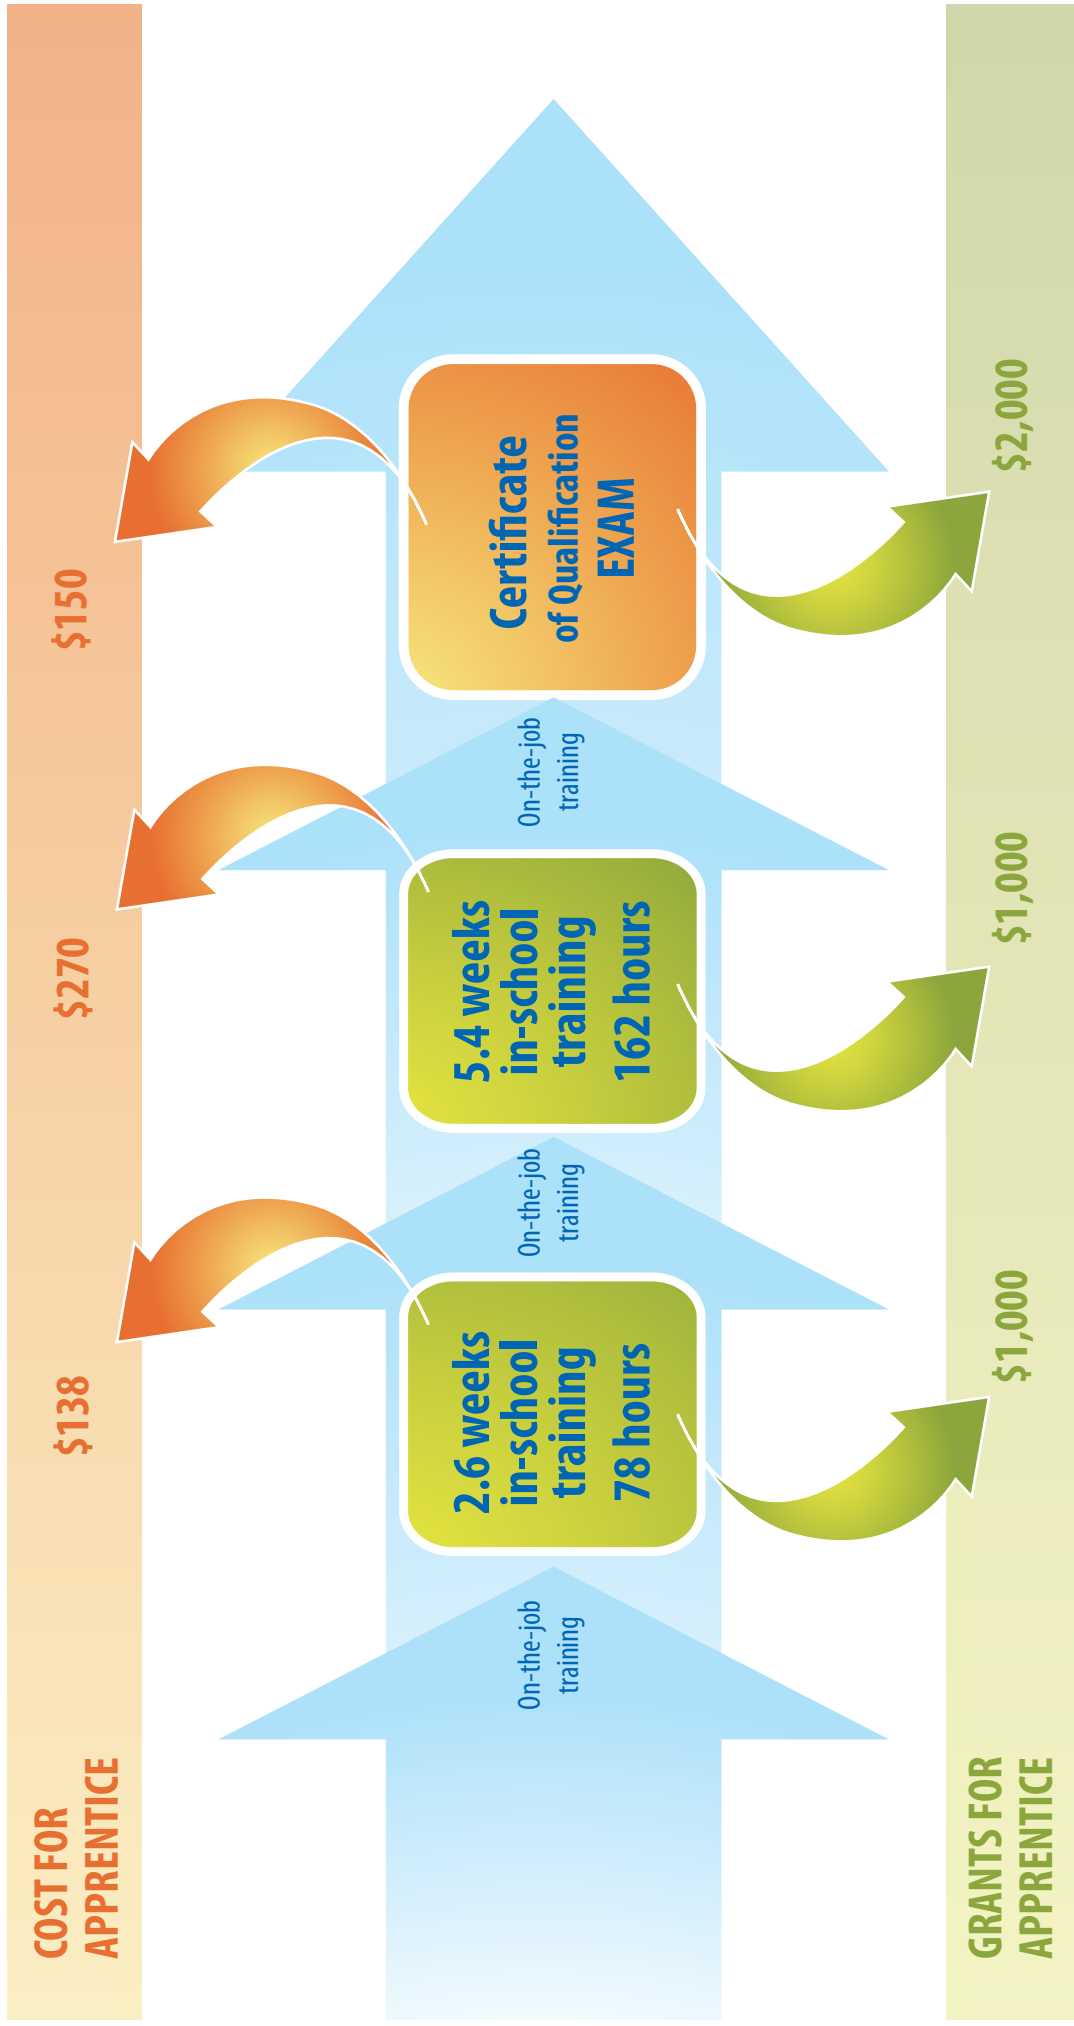 COST FOR
APPRENTICE
$138
$270
$150
On-the-job
training
2.6 weeks
in-school
training
78 hours
On-the-job
training
5.4 weeks
in-school
training
162 hours
On-the-job
training
Certificate
of Qualification
EXAM
GRANTS FOR
APPRENTICE
$1,000
$1,000
$2,000